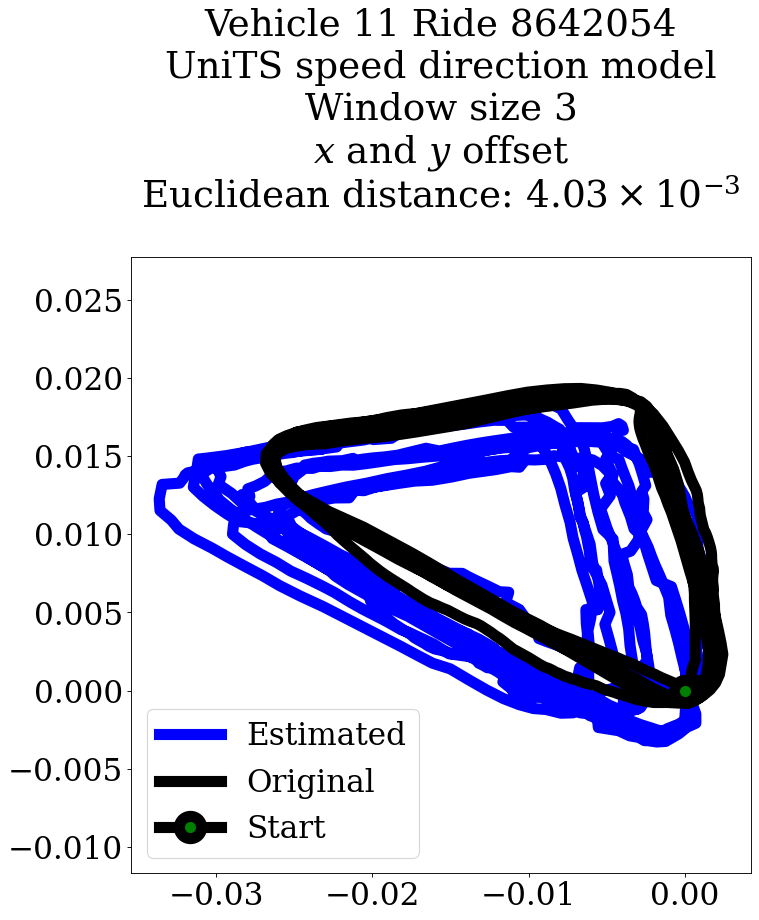 Vehicle 11 Ride 8642054
UniTS speed direction model
Window size 3
x and y offset
Euclidean distance: 4.03 × 10⁻³
0.025
0.020
0.015
0.010
0.005
0.000
−0.005
−0.010
Estimated
Original
Start
−0.03 −0.02 −0.01 0.00